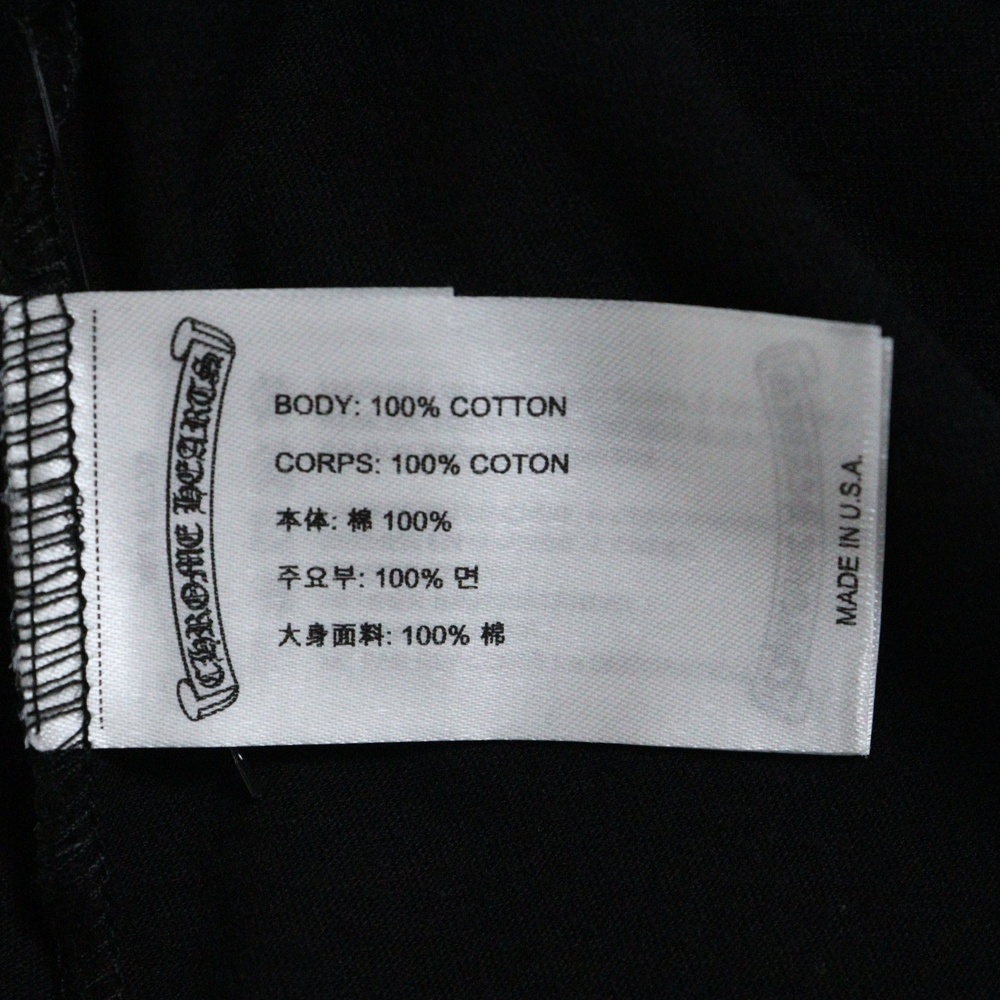 CHROME HEARTS
BODY: 100% COTTON
CORPS: 100% COTON
本体: 棉 100%
주요부: 100% 면
大身面料: 100% 棉
MADE IN U.S.A.